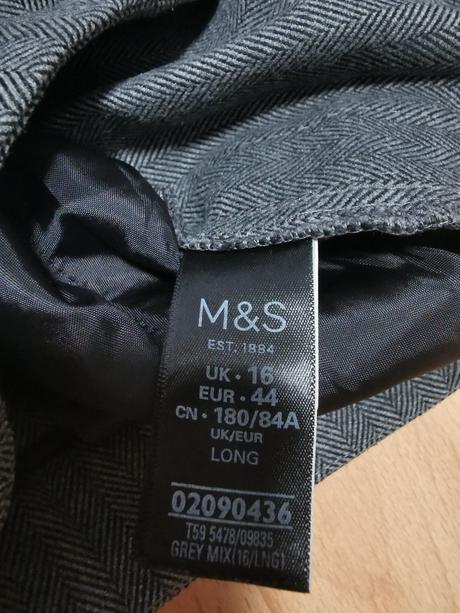 M&S
EST. 1884
UK • 16
EUR • 44
CN • 180/84A
UK/EUR
LONG
02090436
T59 5478/09835
GREY MIX(16/LNG)